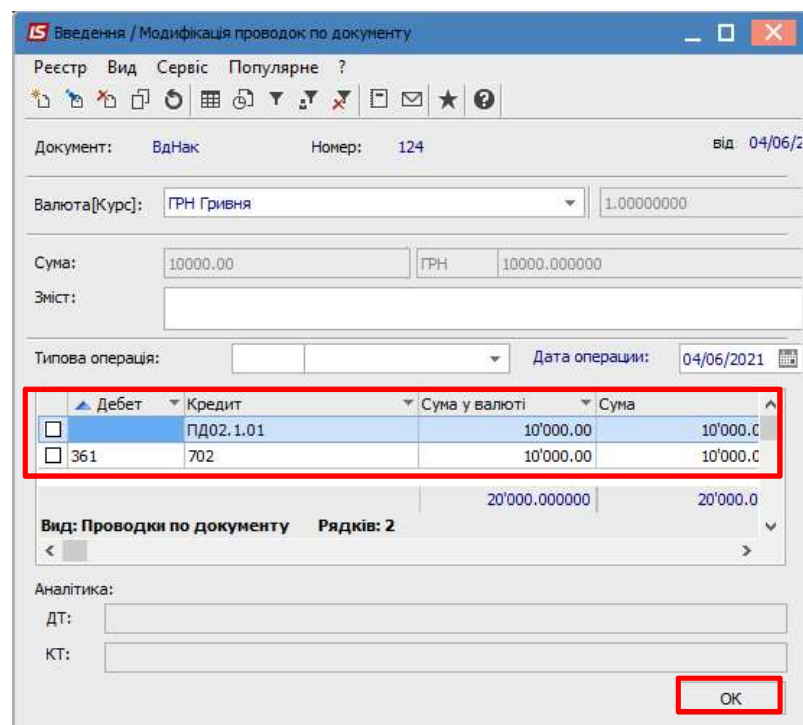 Введення / Модифікація проводок по документу
Реєстр Вид Сервіс Популярне ?
Документ: ВдНак Номер: 124 від 04/06/2
Валюта[Курс]: ГРН Гривня 1.00000000
Сума: 10000.00 ГРН 10000.000000
Зміст:
Типова операція: Дата операции: 04/06/2021
Дебет Кредит Сума у валюті Сума
ПД02.1.01 10'000.00 10'000.0
361 702 10'000.00 10'000.0
20'000.000000 20'000.0
Вид: Проводки по документу Рядків: 2
Аналітика:
ДТ:
КТ:
OK